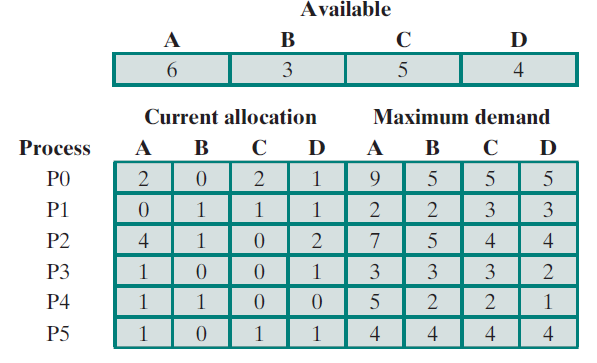 Available
A B C D
6 3 5 4
Current allocation Maximum demand
Process A B C D A B C D
P0 2 0 2 1 9 5 5 5
P1 0 1 1 1 2 2 3 3
P2 4 1 0 2 7 5 4 4
P3 1 0 0 1 3 3 3 2
P4 1 1 0 0 5 2 2 1
P5 1 0 1 1 4 4 4 4